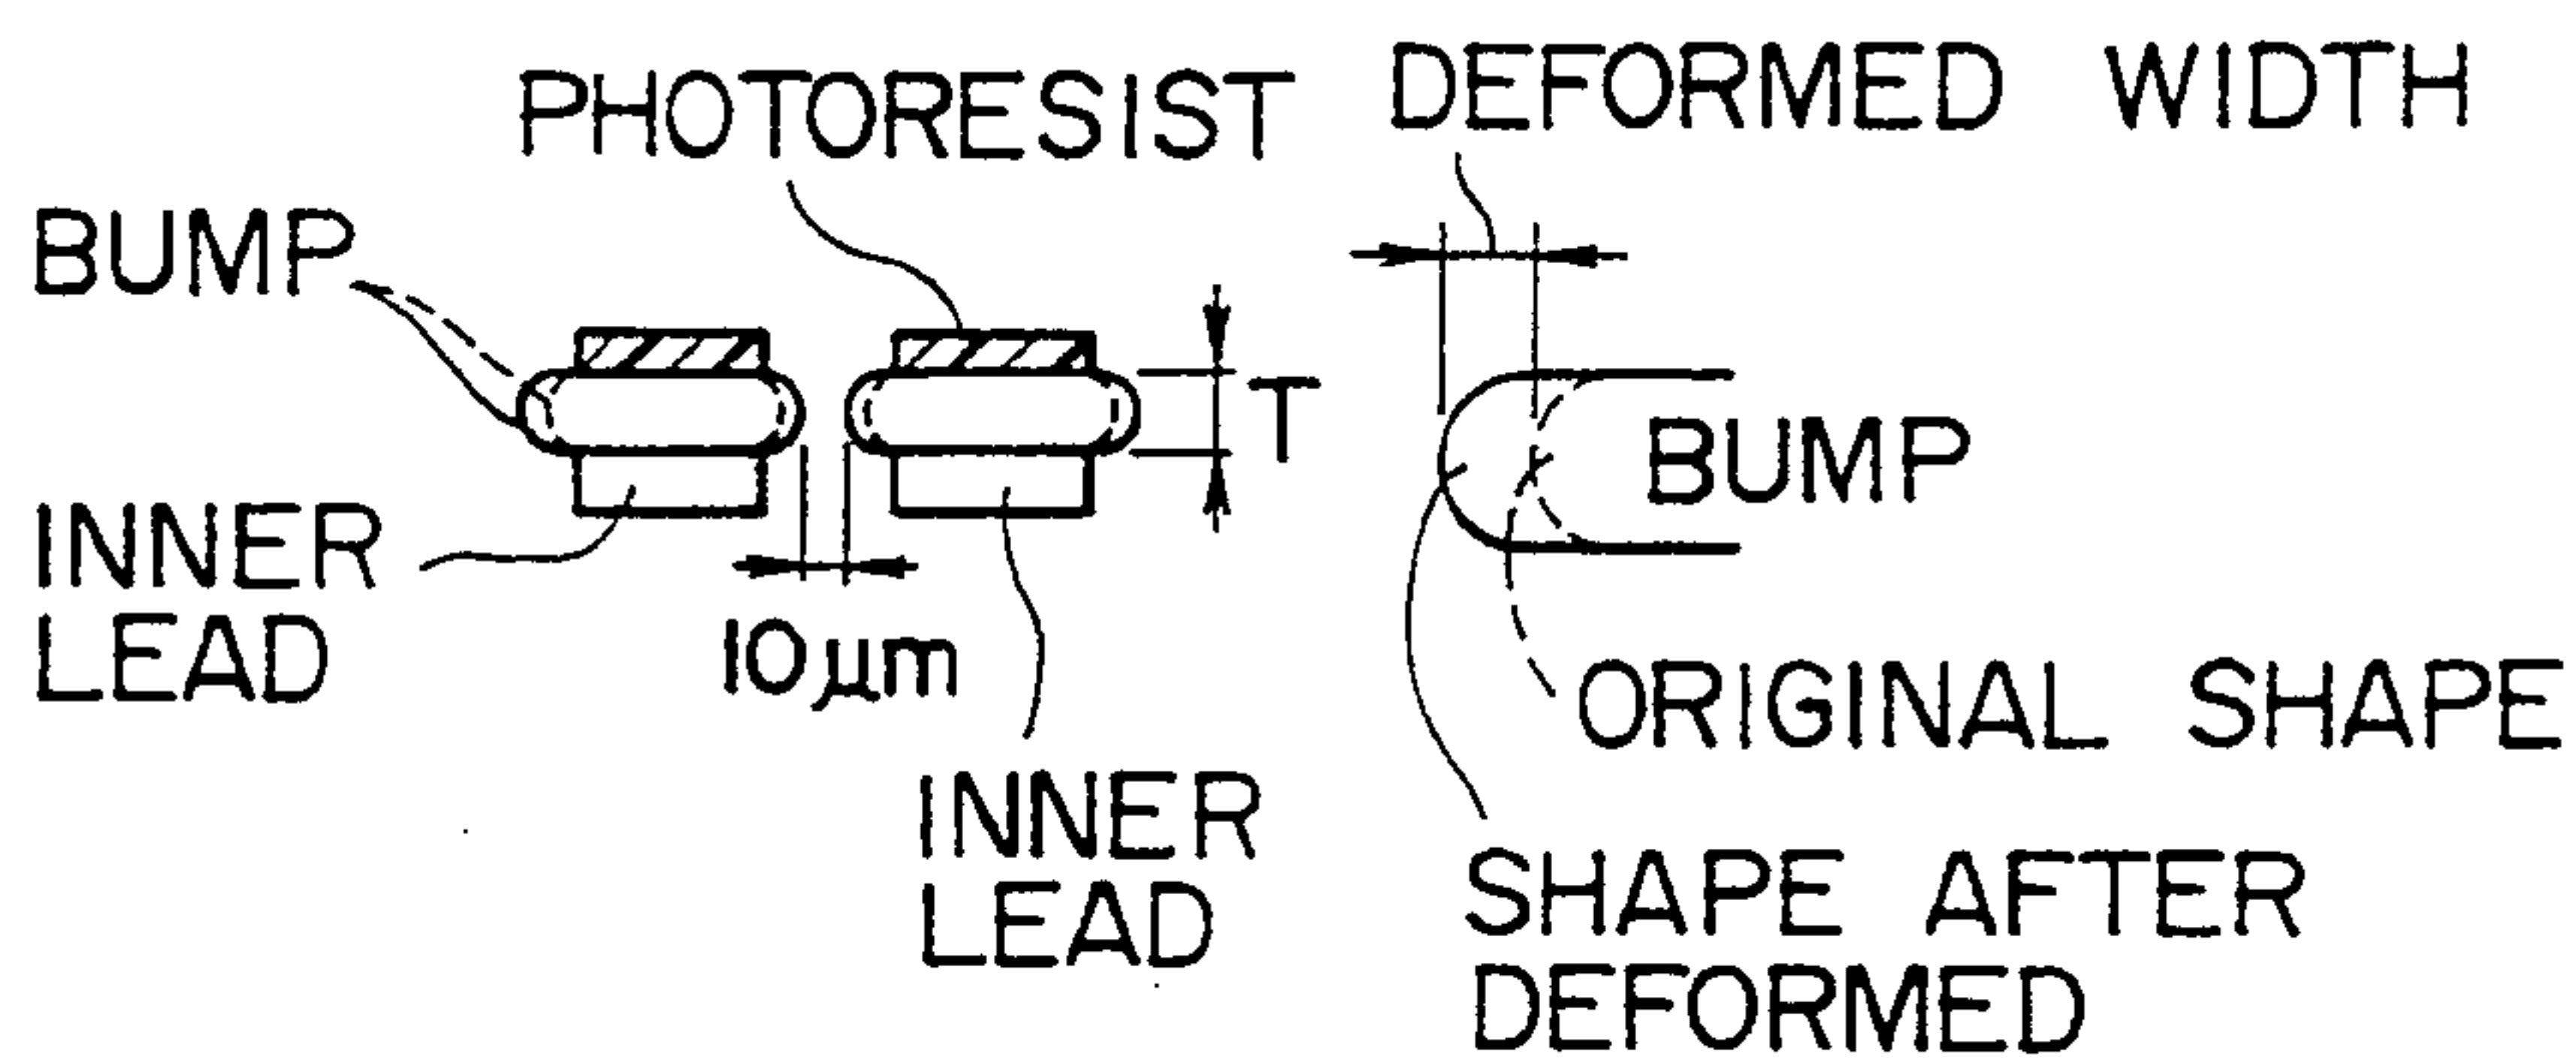 PHOTORESIST
DEFORMED WIDTH
BUMP
T
BUMP
INNER
LEAD
10μm
ORIGINAL SHAPE
INNER
LEAD
SHAPE AFTER
DEFORMED